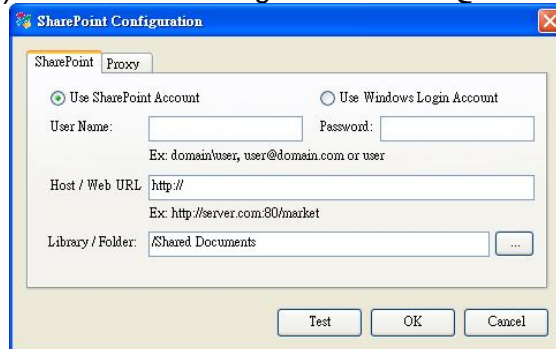 SharePoint Configuration
SharePoint Proxy
Use SharePoint Account Use Windows Login Account
User Name: Password:
Ex: domain\user, user@domain.com or user
Host / Web URL http://
Ex: http://server.com:80/market
Library / Folder: /Shared Documents ...
Test OK Cancel